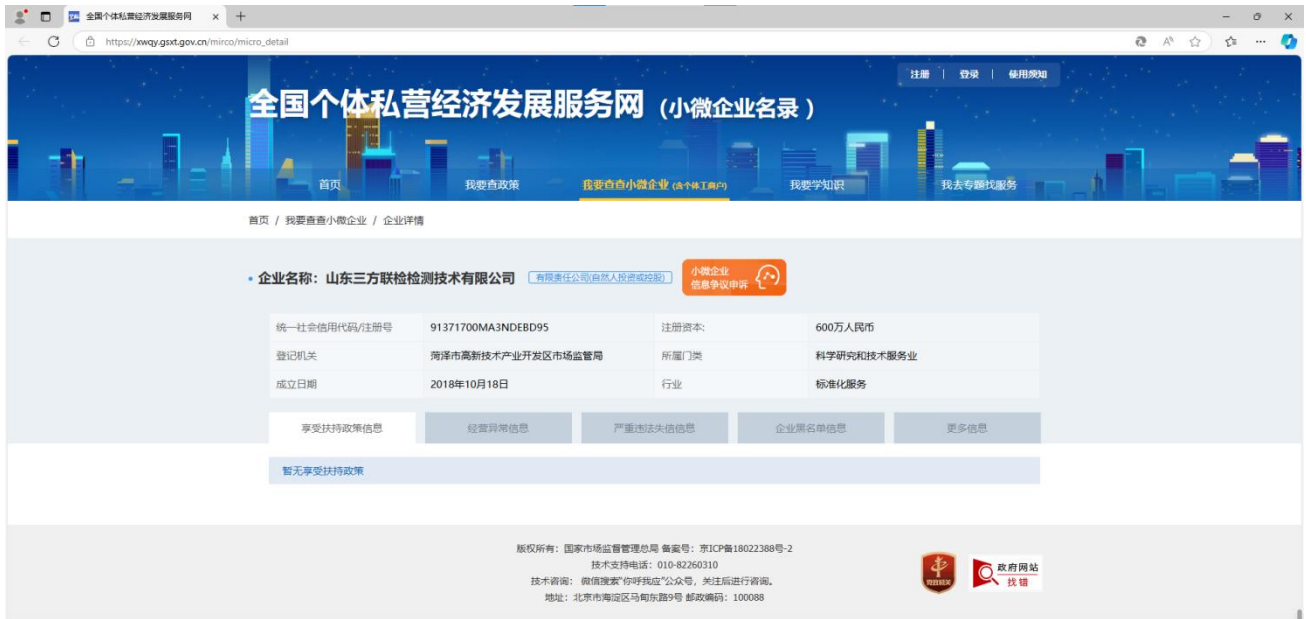 全国个体私营经济发展服务网
https://xwqy.gsxt.gov.cn/mirco/micro_detail
注册 | 登录 | 使用须知
全国个体私营经济发展服务网 (小微企业名录 )
首页 我要查政策 我要查查小微企业 (含个体工商户) 我要学知识 我去专题找服务
首页 / 我要查查小微企业 / 企业详情
• 企业名称：山东三方联检检测技术有限公司 有限责任公司(自然人投资或控股) 小微企业
信息争议申诉
统一社会信用代码/注册号 91371700MA3NDEBD95 注册资本: 600万人民币
登记机关 菏泽市高新技术产业开发区市场监管局 所属门类 科学研究和技术服务业
成立日期 2018年10月18日 行业 标准化服务
享受扶持政策信息 经营异常信息 严重违法失信信息 企业黑名单信息 更多信息
暂无享受扶持政策
版权所有：国家市场监督管理总局 备案号：京ICP备18022388号-2
技术支持电话：010-82260310
技术咨询： 微信搜索"你呼我应"公众号，关注后进行咨询。
地址：北京市海淀区马甸东路9号 邮政编码：100088
党政机关
政府网站
找错